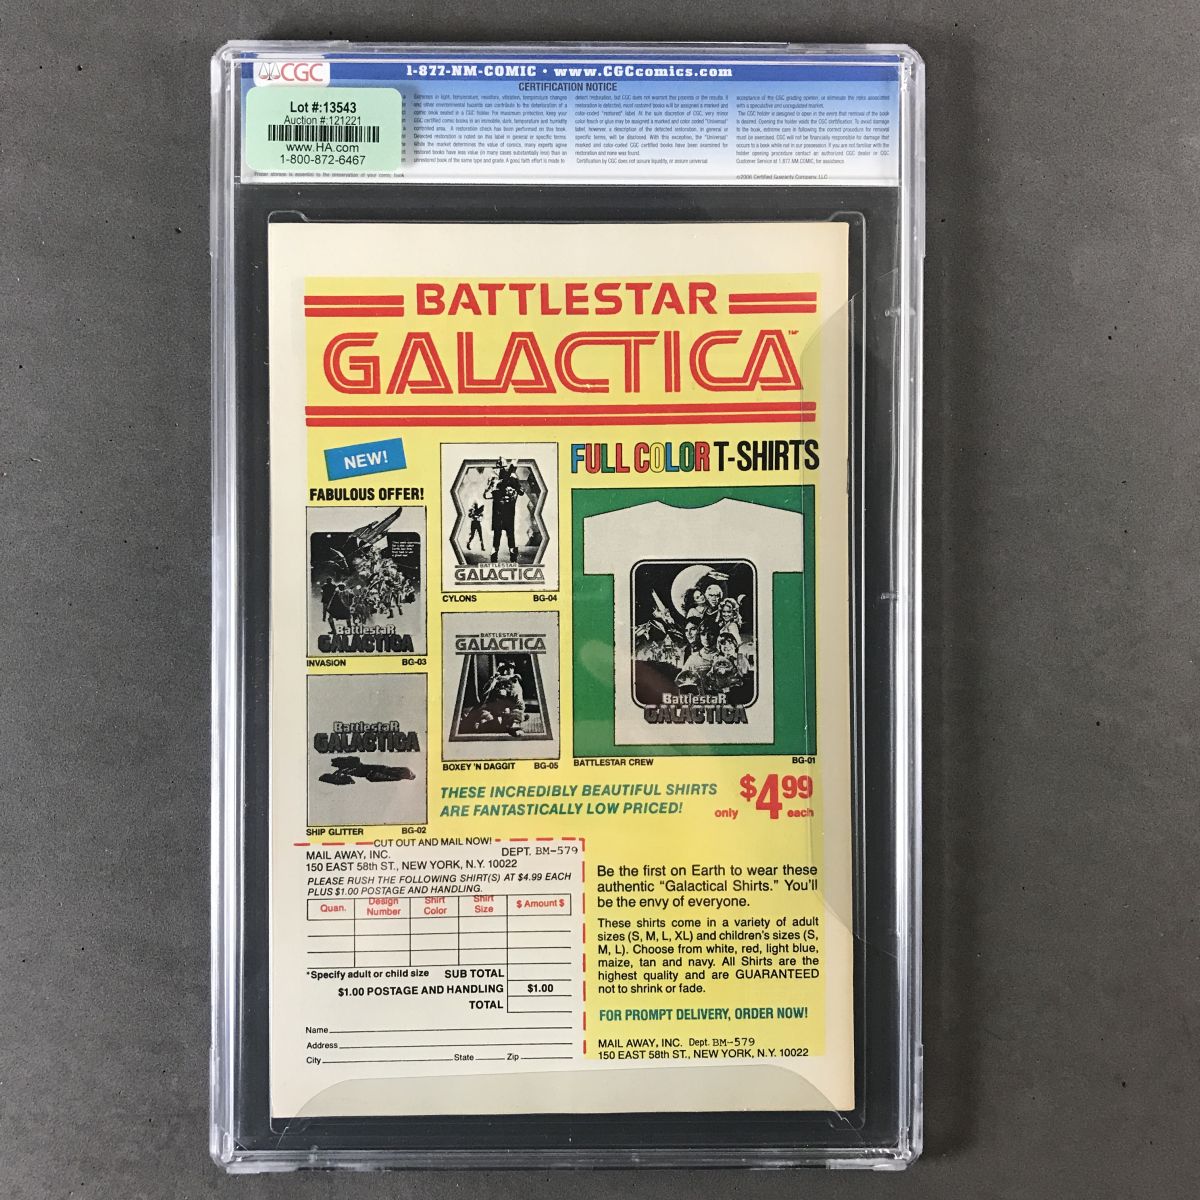 CGC
1-877-NM-COMIC • www.CGCcomics.com
CERTIFICATION NOTICE
Lot #:13543
Auction #:121221
www.HA.com
1-800-872-6467
©2006 Certified Guaranty Company, LLC
BATTLESTAR
GALACTICA™
NEW!
FABULOUS OFFER!
FULL COLOR T-SHIRTS
BattlestaR
GALACTICA
INVASION BG-03
BATTLESTAR
GALACTICA
CYLONS BG-04
BattlestaR
GALACTICA
SHIP GLITTER BG-02
BATTLESTAR
GALACTICA
BOXEY 'N DAGGIT BG-05
BattlestaR
GALACTICA
BATTLESTAR CREW BG-01
THESE INCREDIBLY BEAUTIFUL SHIRTS
ARE FANTASTICALLY LOW PRICED!
only $4.99 each
CUT OUT AND MAIL NOW!
MAIL AWAY, INC. DEPT. BM-579
150 EAST 58th ST., NEW YORK, N.Y. 10022
PLEASE RUSH THE FOLLOWING SHIRT(S) AT $4.99 EACH
PLUS $1.00 POSTAGE AND HANDLING.
Quan. Design Number Shirt Color Shirt Size $ Amount $
*Specify adult or child size SUB TOTAL
$1.00 POSTAGE AND HANDLING $1.00
TOTAL
Name
Address
City State Zip
Be the first on Earth to wear these
authentic "Galactical Shirts." You'll
be the envy of everyone.
These shirts come in a variety of adult
sizes (S, M, L, XL) and children's sizes (S,
M, L). Choose from white, red, light blue,
maize, tan and navy. All Shirts are the
highest quality and are GUARANTEED
not to shrink or fade.
FOR PROMPT DELIVERY, ORDER NOW!
MAIL AWAY, INC. Dept. BM-579
150 EAST 58th ST., NEW YORK, N.Y. 10022